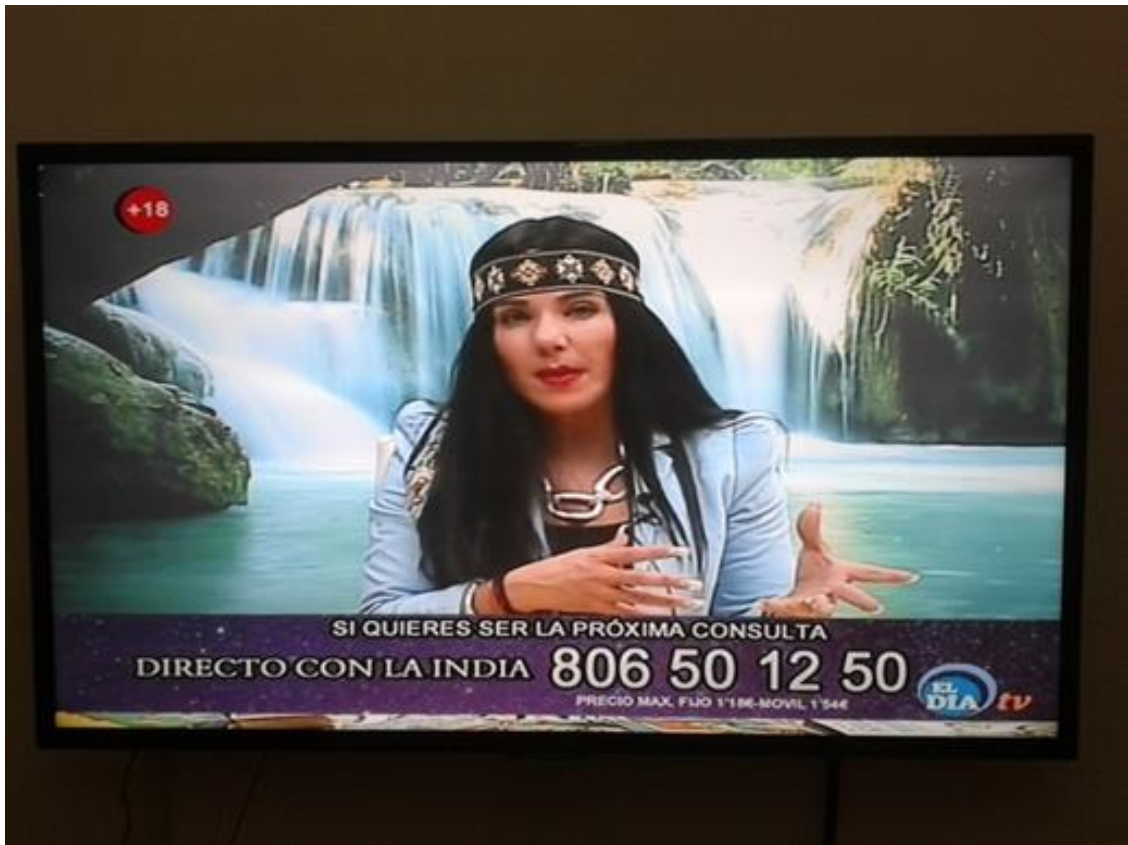 +18
SI QUIERES SER LA PRÓXIMA CONSULTA
DIRECTO CON LA INDIA 806 50 12 50
PRECIO MAX. FIJO 1'18€-MOVIL 1'54€
EL DÍA tv